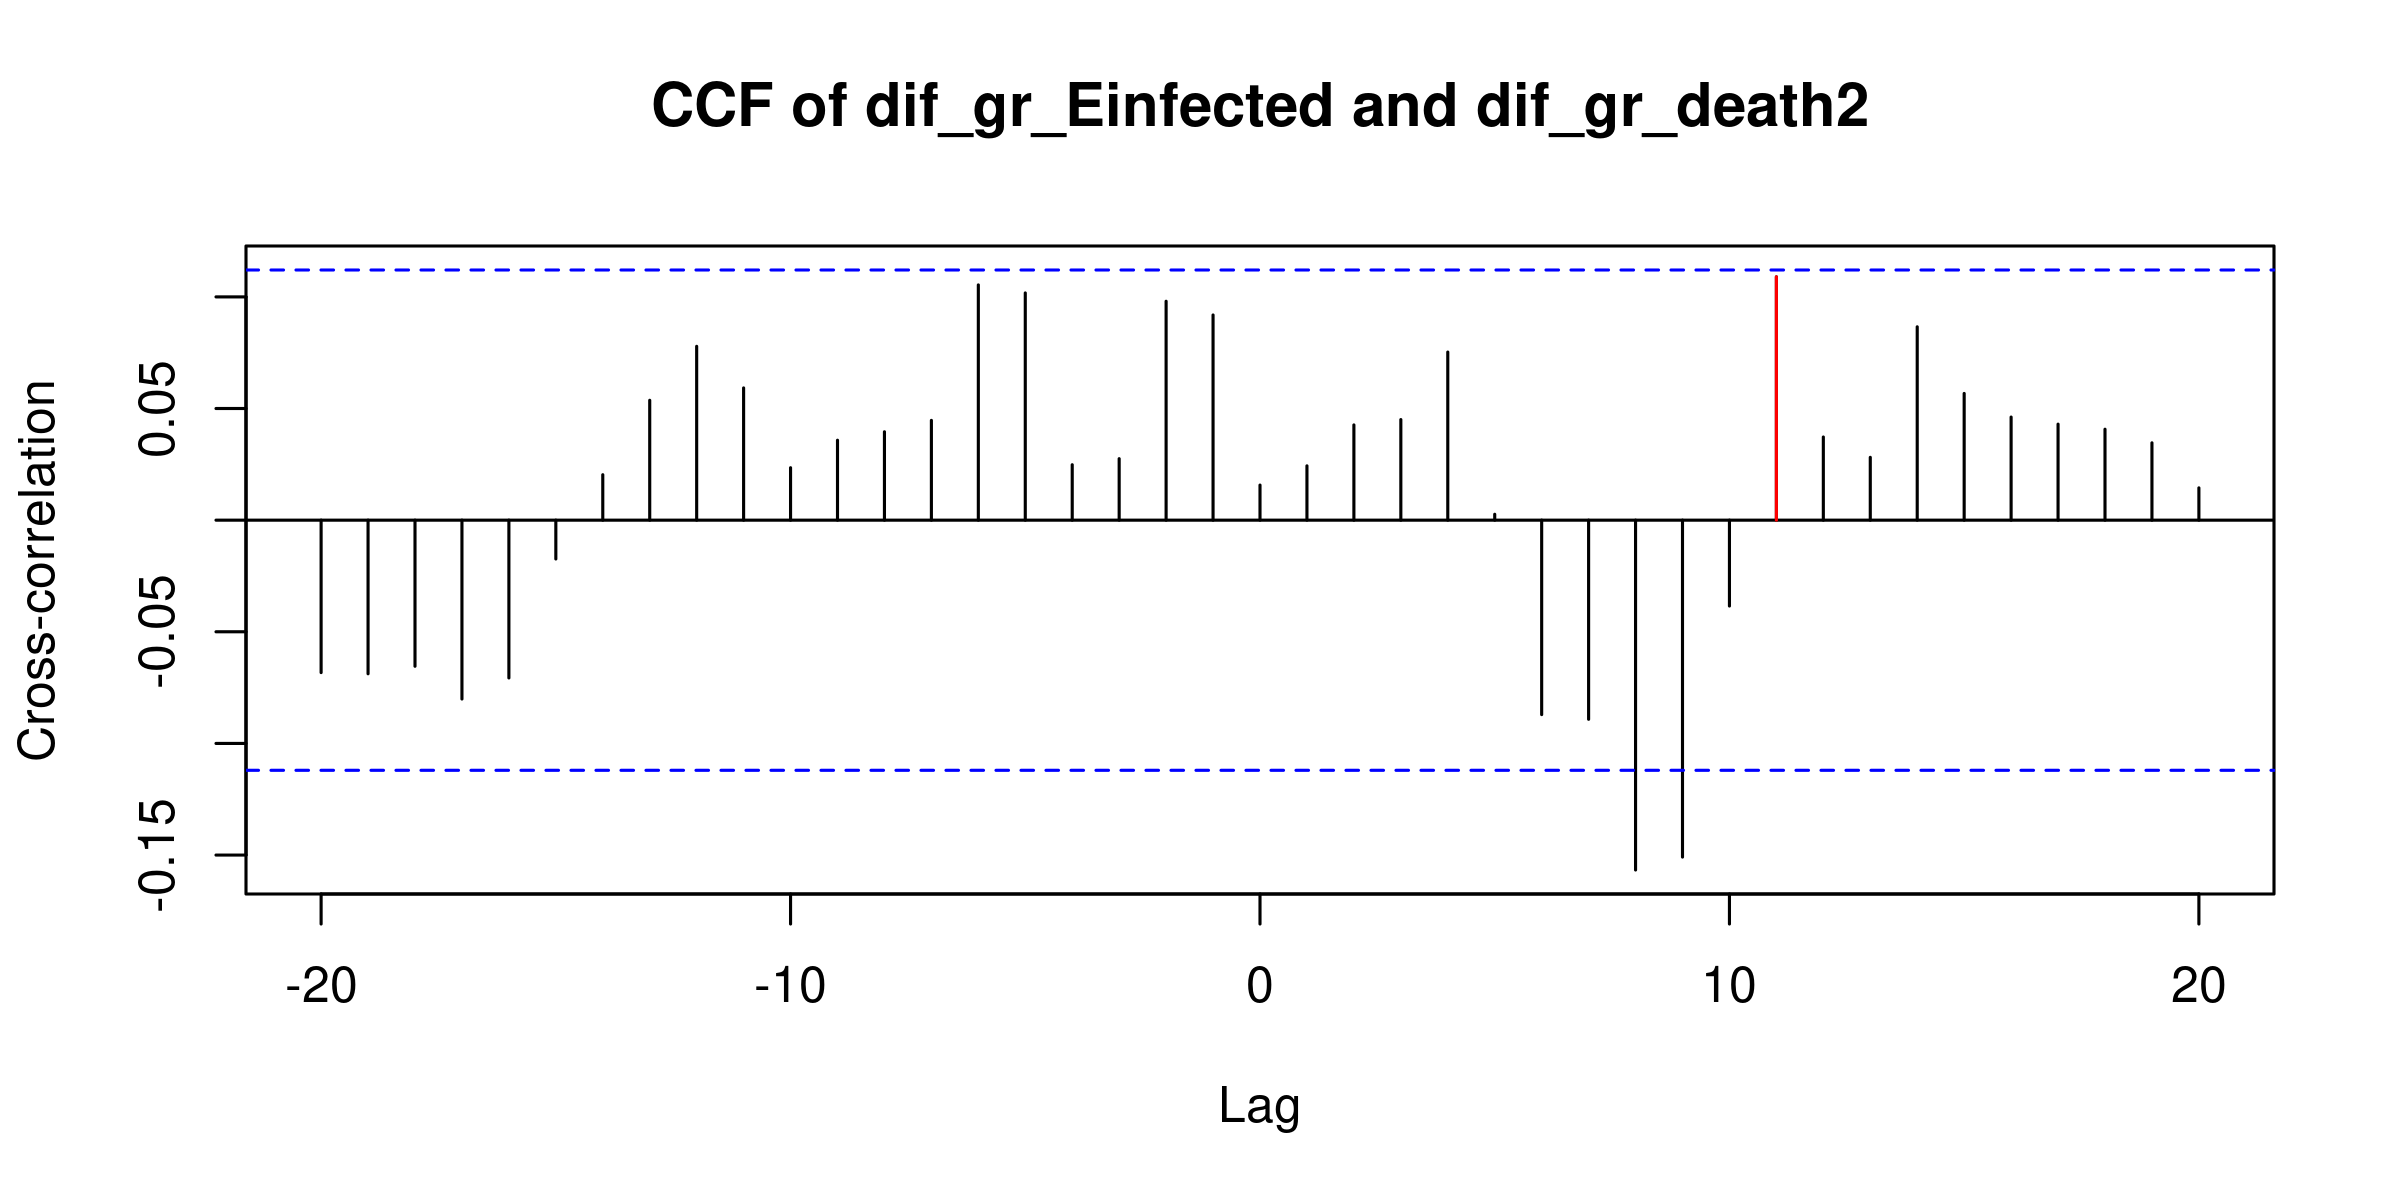 CCF of dif_gr_Einfected and dif_gr_death2
Cross-correlation
0.05
-0.05
-0.15
-20 -10 0 10 20
Lag